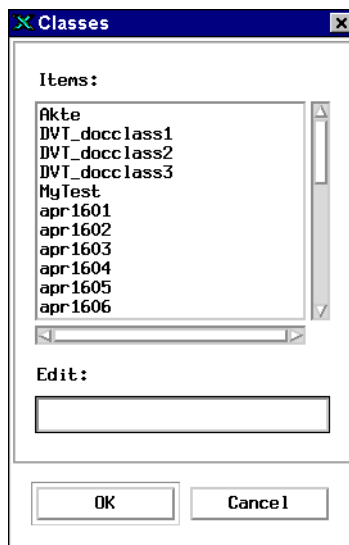 Classes
Items:
Akte
DVT_docclass1
DVT_docclass2
DVT_docclass3
MyTest
apr1601
apr1602
apr1603
apr1604
apr1605
apr1606
Edit:
OK
Cancel